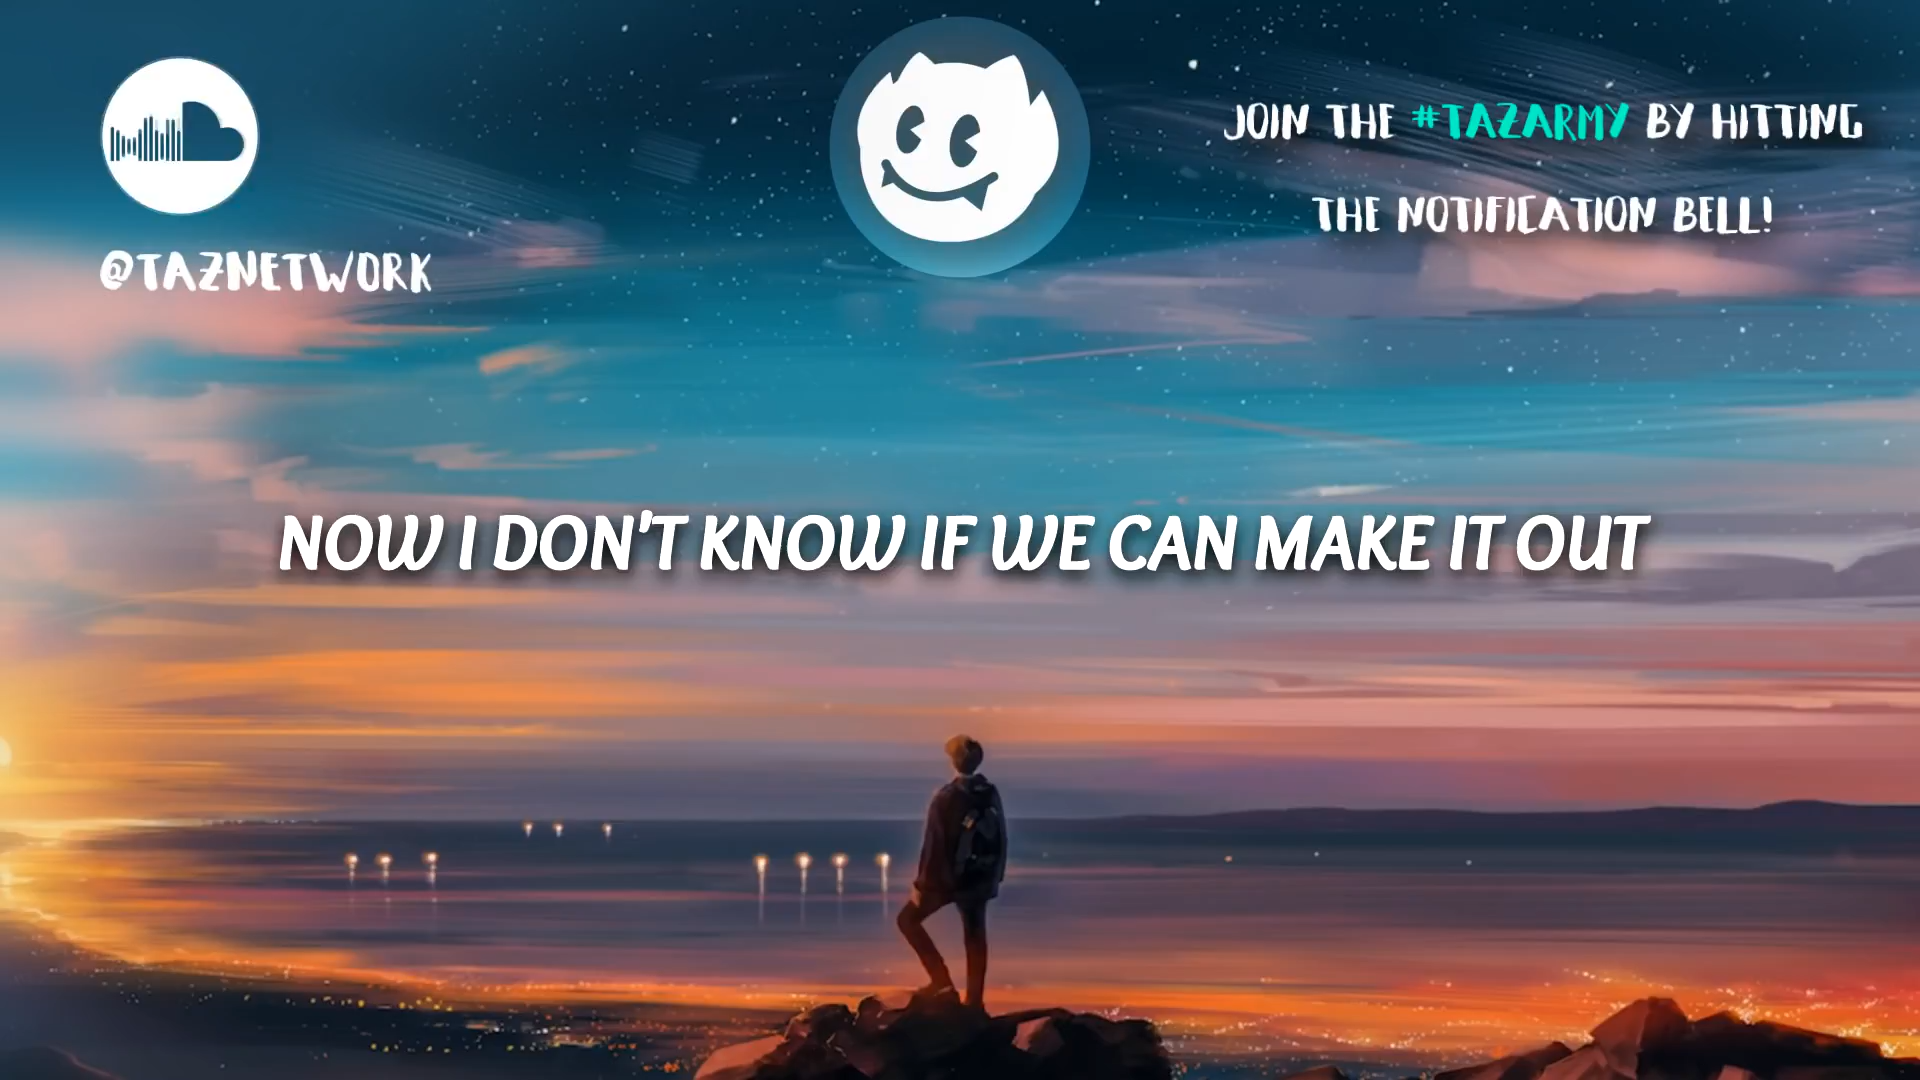 @TAZNETWORK
JOIN THE #TAZARMY BY HITTING
THE NOTIFICATION BELL!
NOW I DON'T KNOW IF WE CAN MAKE IT OUT